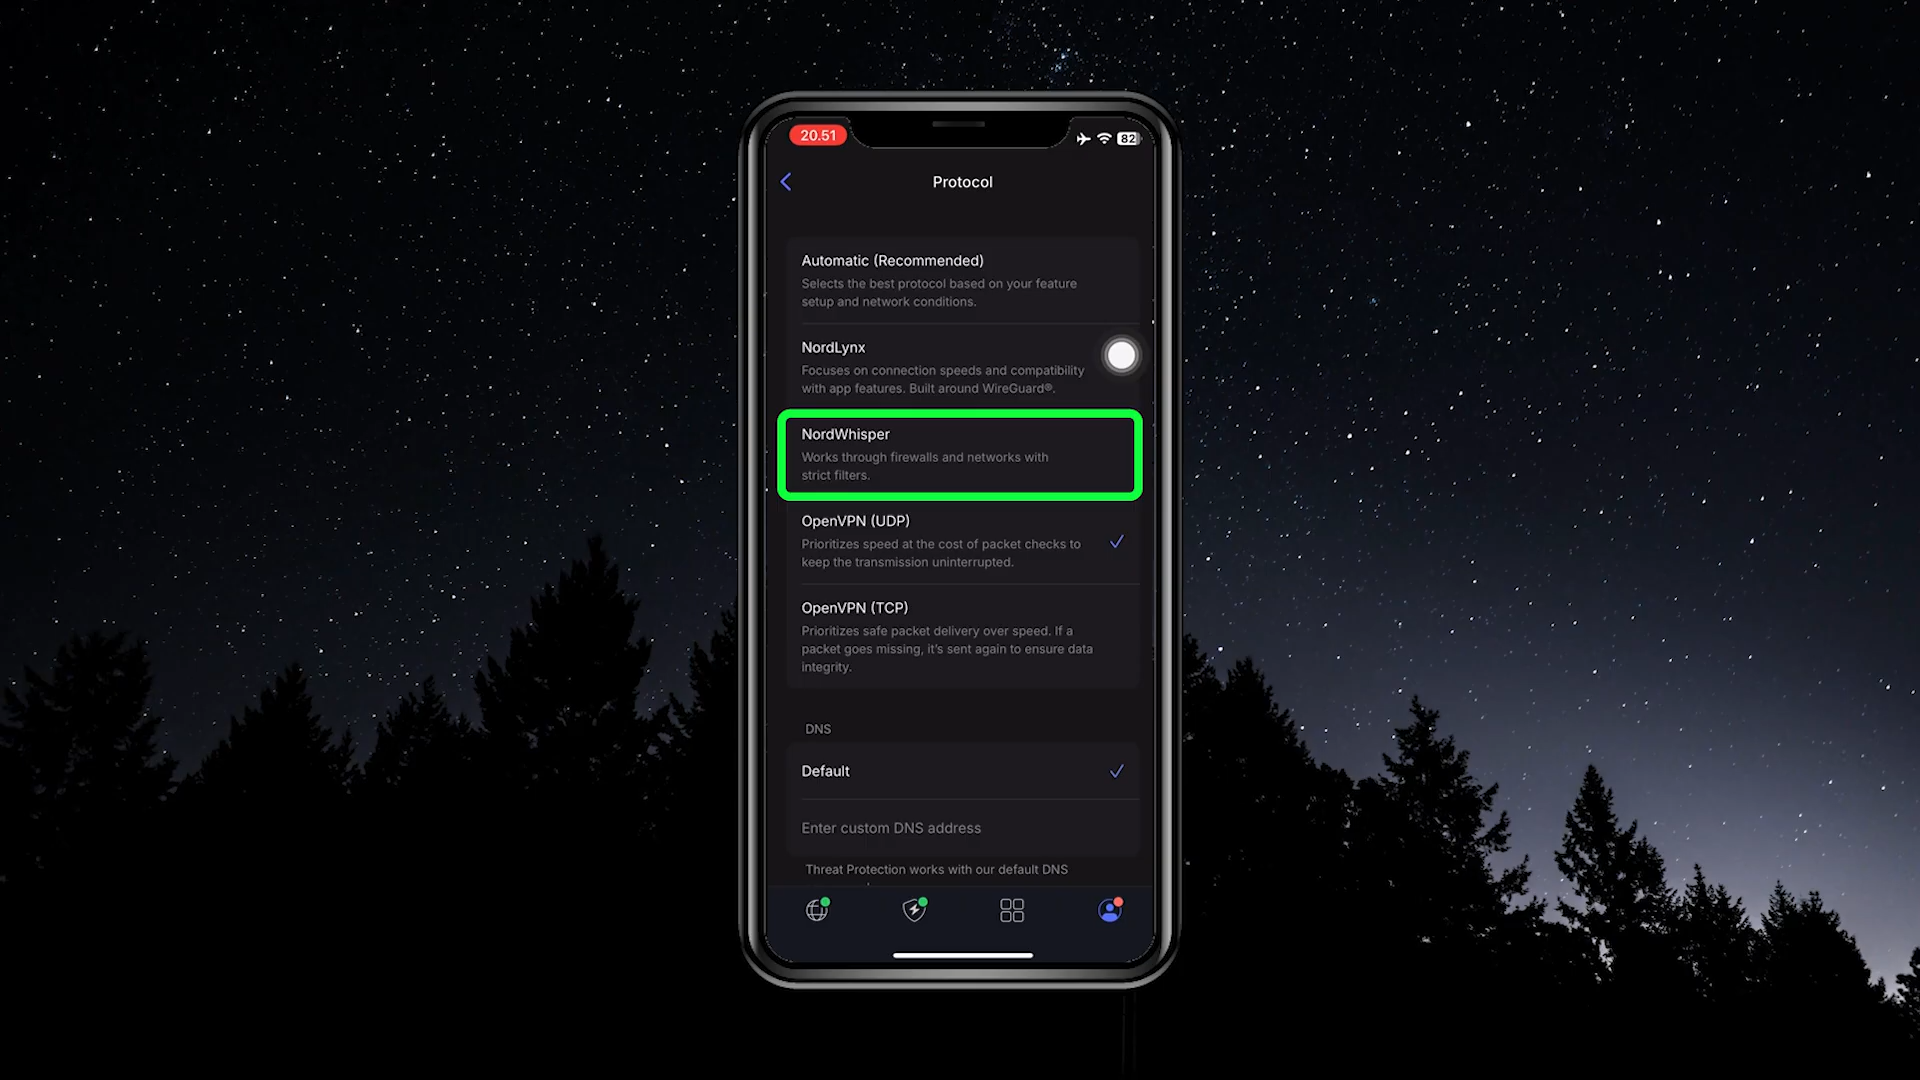 20.51
82
Protocol
Automatic (Recommended)
Selects the best protocol based on your feature
setup and network conditions.
NordLynx
Focuses on connection speeds and compatibility
with app features. Built around WireGuard®.
NordWhisper
Works through firewalls and networks with
strict filters.
OpenVPN (UDP)
Prioritizes speed at the cost of packet checks to
keep the transmission uninterrupted.
OpenVPN (TCP)
Prioritizes safe packet delivery over speed. If a
packet goes missing, it's sent again to ensure data
integrity.
DNS
Default
Enter custom DNS address
Threat Protection works with our default DNS